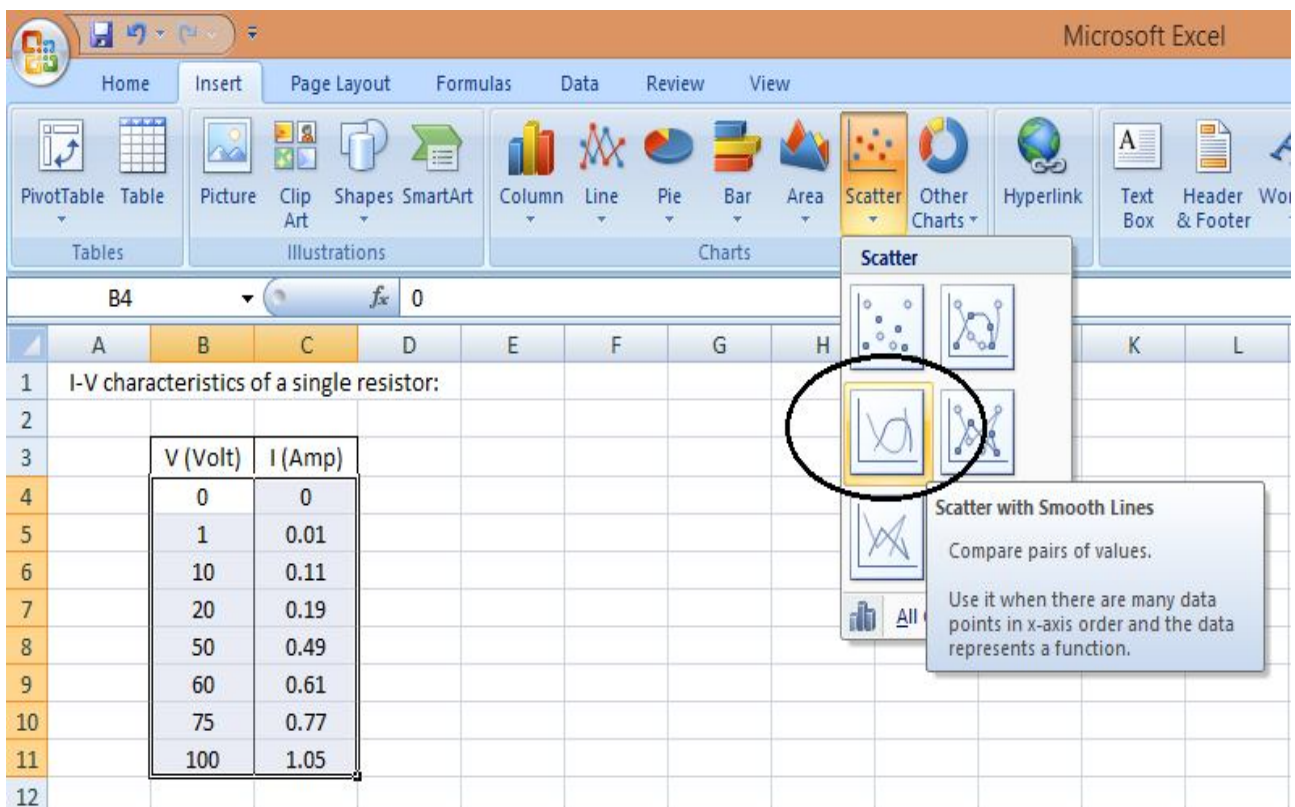 Microsoft Excel
Home Insert Page Layout Formulas Data Review View
PivotTable Table Picture Clip Art Shapes SmartArt Column Line Pie Bar Area Scatter Other Charts Hyperlink Text Box Header & Footer
Tables Illustrations Charts
Scatter
B4 fx 0
A B C D E F G H K L
1 I-V characteristics of a single resistor:
2
3 V (Volt) I (Amp)
4 0 0
5 1 0.01
6 10 0.11
7 20 0.19
8 50 0.49
9 60 0.61
10 75 0.77
11 100 1.05
12
Scatter with Smooth Lines
Compare pairs of values.
Use it when there are many data
points in x-axis order and the data
represents a function.
All